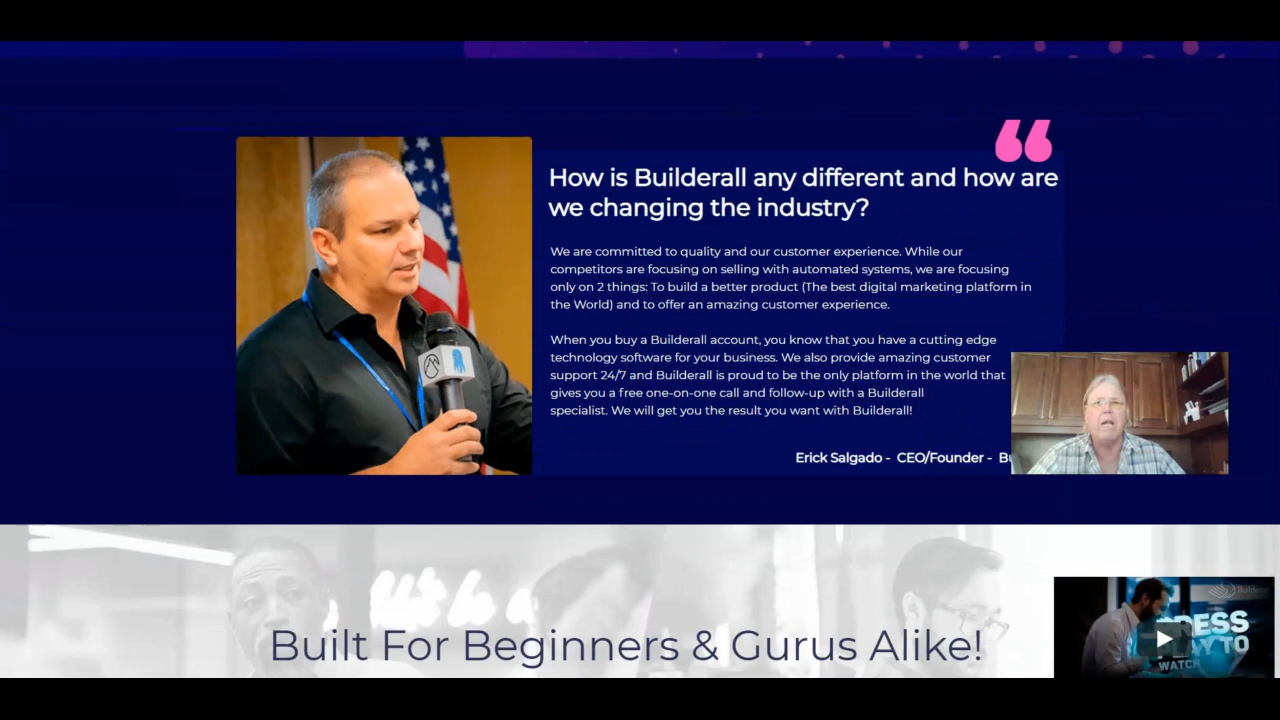 How is Builderall any different and how are
we changing the industry?
We are committed to quality and our customer experience. While our
competitors are focusing on selling with automated systems, we are focusing
only on 2 things: To build a better product (The best digital marketing platform in
the World) and to offer an amazing customer experience.
When you buy a Builderall account, you know that you have a cutting edge
technology software for your business. We also provide amazing customer
support 24/7 and Builderall is proud to be the only platform in the world that
gives you a free one-on-one call and follow-up with a Builderall
specialist. We will get you the result you want with Builderall!
Erick Salgado - CEO/Founder -
Built For Beginners & Gurus Alike!
TO
WATCH